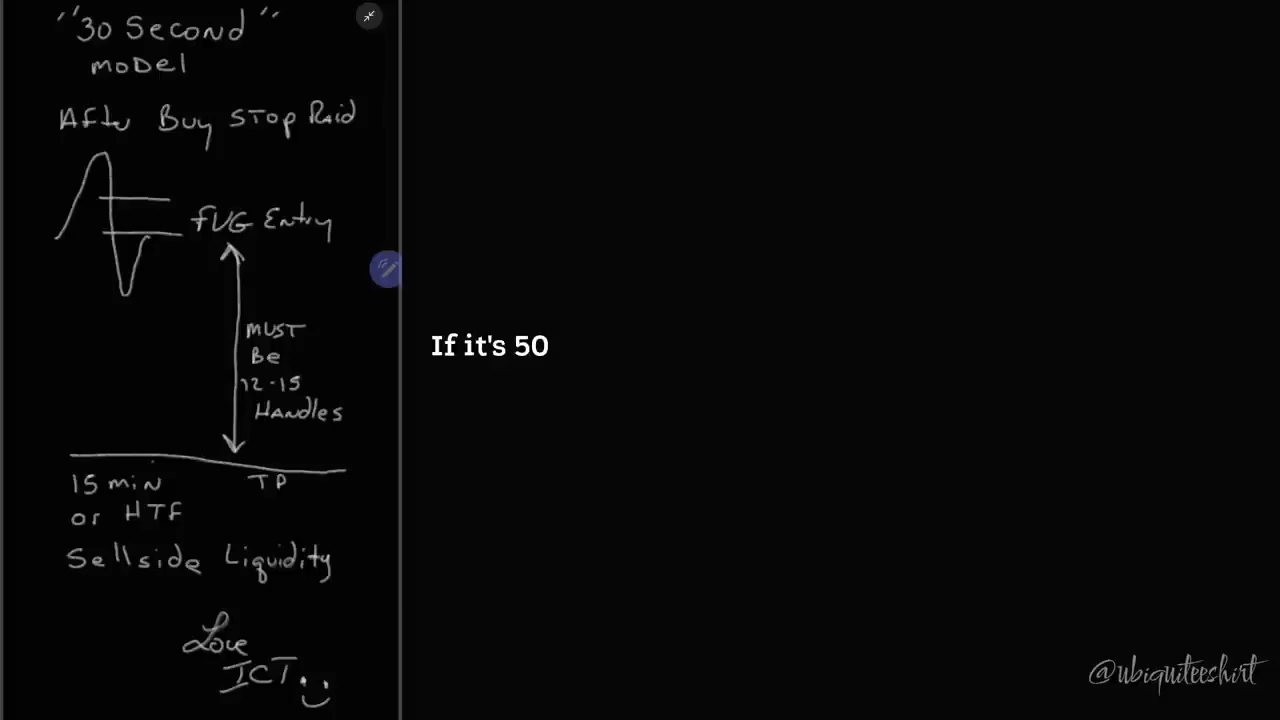 "30 Second"
model
After Buy Stop Raid
FVG Entry
MUST
Be
12-15
HANDles
15 min
TP
or HTF
Sellside Liquidity
Love
ICT
If it's 50
@ubiquiteeshirt